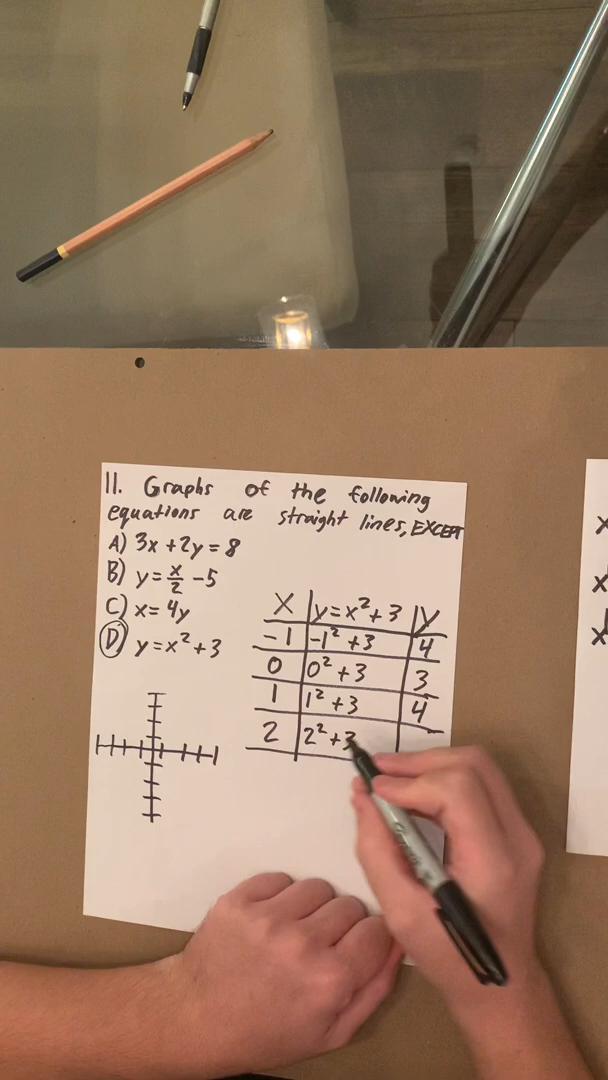 11. Graphs of the following
equations are straight lines, EXCEPT
A) 3x + 2y = 8
B) y = x/2 - 5
C) x = 4y
D) y = x² + 3
X y = x² + 3 y
-1 -1² + 3 4
0 0² + 3 3
1 1² + 3 4
2 2² + 3
x
x
x